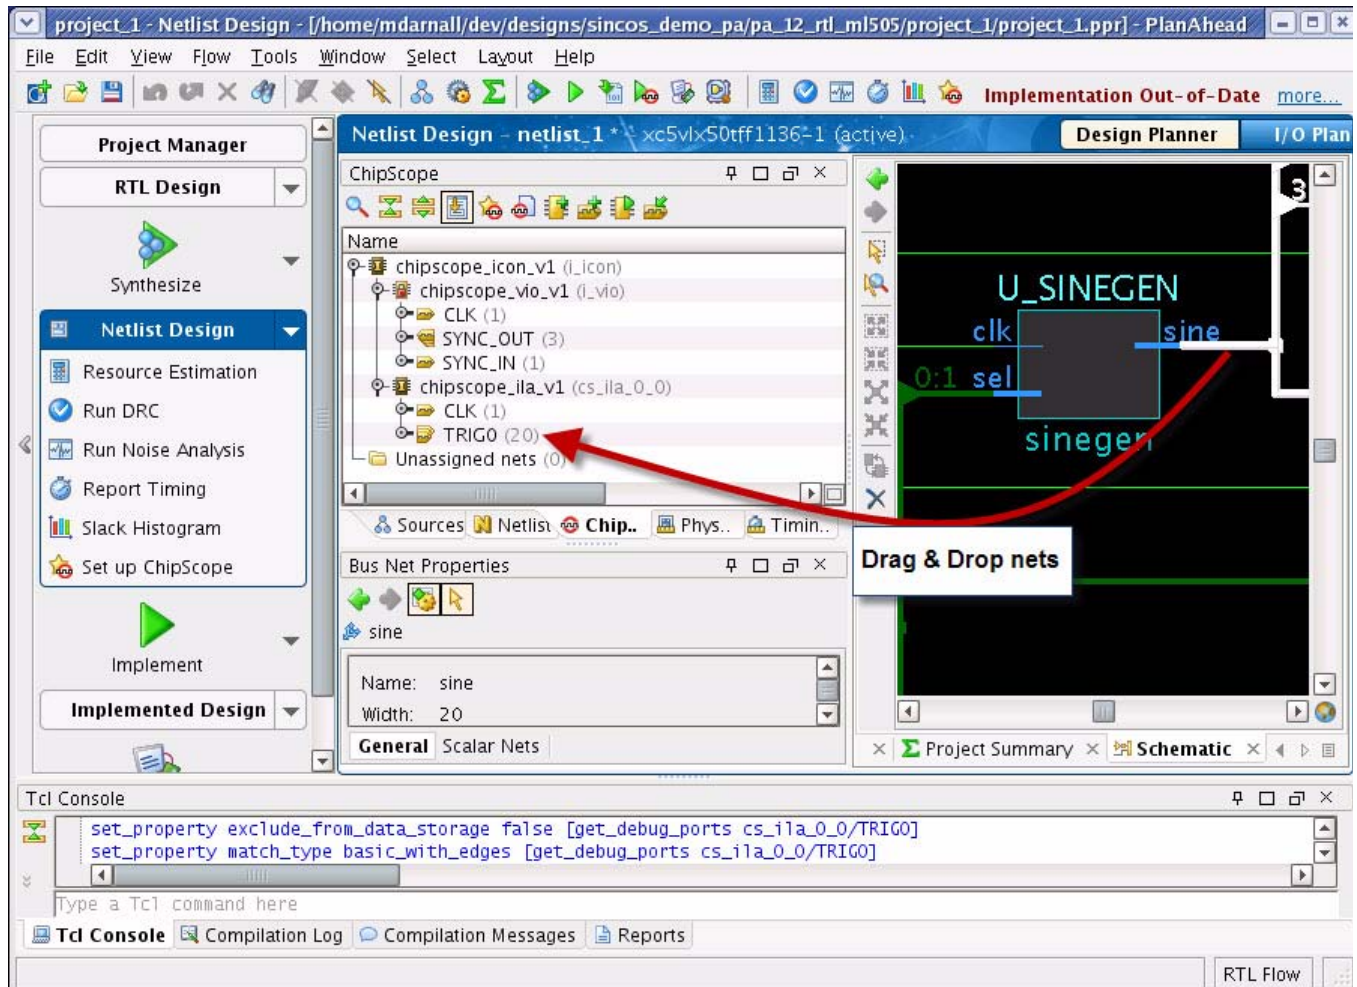 project_1 - Netlist Design - [/home/mdarnall/dev/designs/sincos_demo_pa/pa_12_rtl_ml505/project_1/project_1.ppr] - PlanAhead
File Edit View Flow Tools Window Select Layout Help
Implementation Out-of-Date more...
Project Manager
RTL Design
Synthesize
Netlist Design
Resource Estimation
Run DRC
Run Noise Analysis
Report Timing
Slack Histogram
Set up ChipScope
Implement
Implemented Design
Netlist Design - netlist_1 * - xc5vlx50tff1136-1 (active)
Design Planner
I/O Plan
ChipScope
Name
chipscope_icon_v1 (i_icon)
chipscope_vio_v1 (i_vio)
CLK (1)
SYNC_OUT (3)
SYNC_IN (1)
chipscope_ila_v1 (cs_ila_0_0)
CLK (1)
TRIG0 (20)
Unassigned nets (0)
Sources Netlist Chip.. Phys.. Timin..
Bus Net Properties
sine
Name: sine
Width: 20
General Scalar Nets
3
U_SINEGEN
clk sine
0:1 sel
sinegen
Drag & Drop nets
Project Summary Schematic
Tcl Console
set_property exclude_from_data_storage false [get_debug_ports cs_ila_0_0/TRIG0]
set_property match_type basic_with_edges [get_debug_ports cs_ila_0_0/TRIG0]
Type a Tcl command here
Tcl Console Compilation Log Compilation Messages Reports
RTL Flow